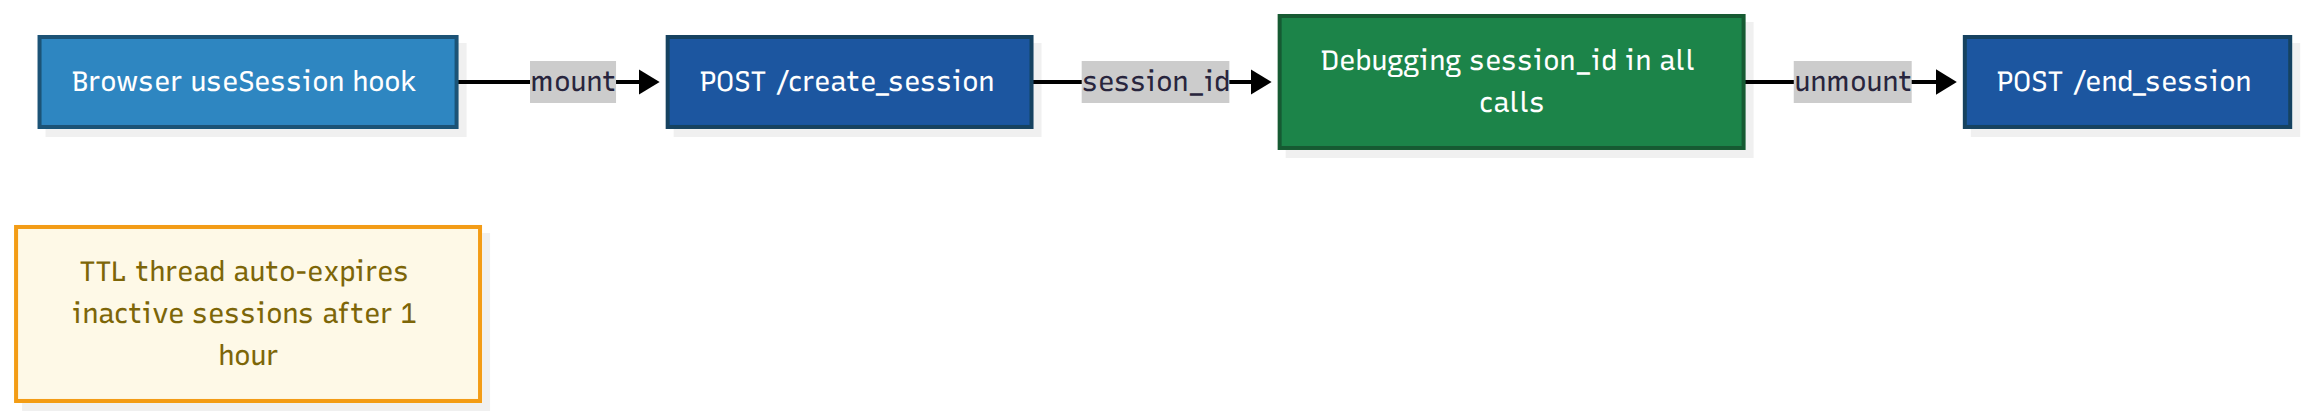 Browser useSession hook
mount
POST /create_session
session_id
Debugging session_id in all
calls
unmount
POST /end_session
TTL thread auto-expires
inactive sessions after 1
hour